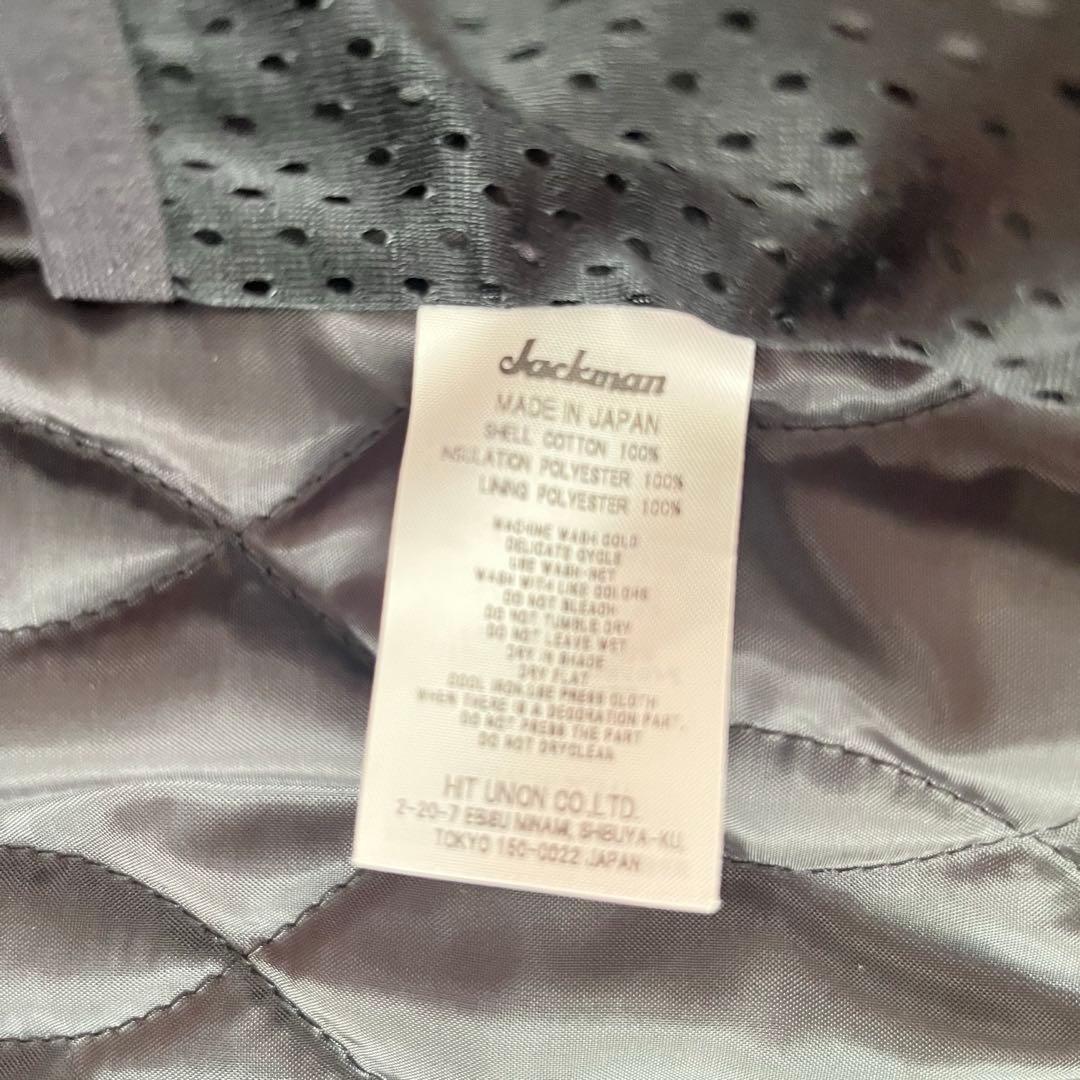 Jackman
MADE IN JAPAN
SHELL COTTON 100%
INSULATION POLYESTER 100%
LINING POLYESTER 100%
MACHINE WASH COLD
DELICATE CYCLE
USE WASH-NET
WASH WITH LIKE COLORS
DO NOT BLEACH
DO NOT TUMBLE DRY
DO NOT LEAVE WET
DRY IN SHADE
DRY FLAT
COOL IRON,USE PRESS CLOTH
WHEN THERE IS A DECORATION PART,
DO NOT PRESS THE PART
DO NOT DRYCLEAN
HIT UNION CO.,LTD.
2-20-7 EBISU MINAMI, SHIBUYA-KU,
TOKYO 150-0022 JAPAN